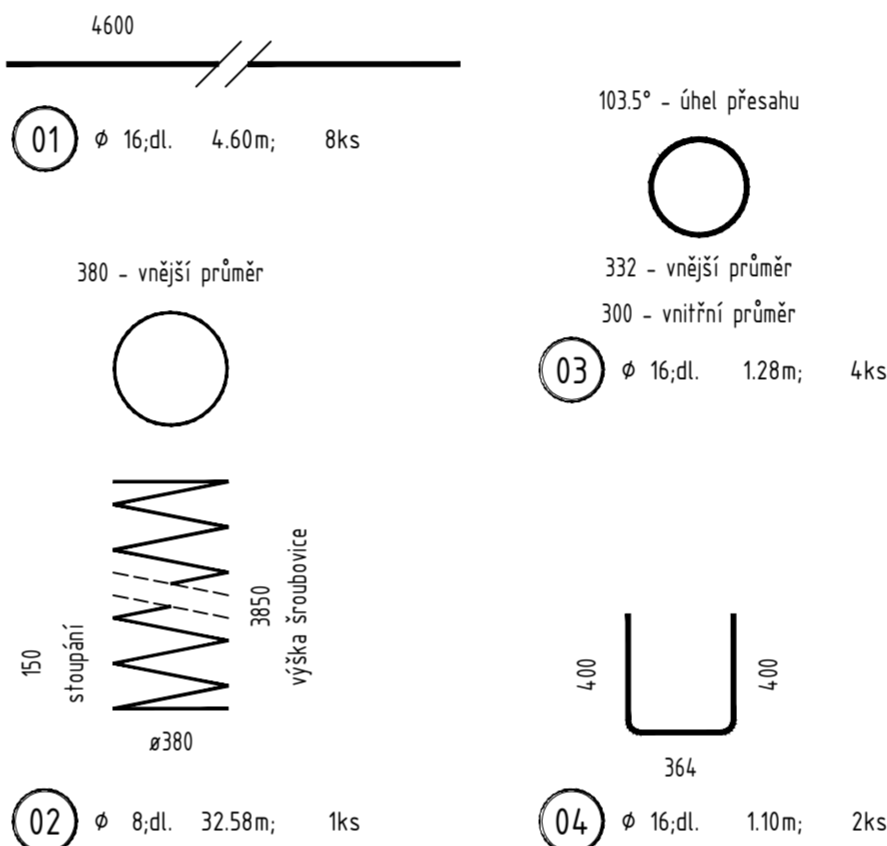 4600
01 ϕ 16;dl. 4.60m; 8ks
380 - vnější průměr
150
stoupání
3850
výška šroubovice
ø380
02 ϕ 8;dl. 32.58m; 1ks
103.5° - úhel přesahu
332 - vnější průměr
300 - vnitřní průměr
03 ϕ 16;dl. 1.28m; 4ks
400
400
364
04 ϕ 16;dl. 1.10m; 2ks